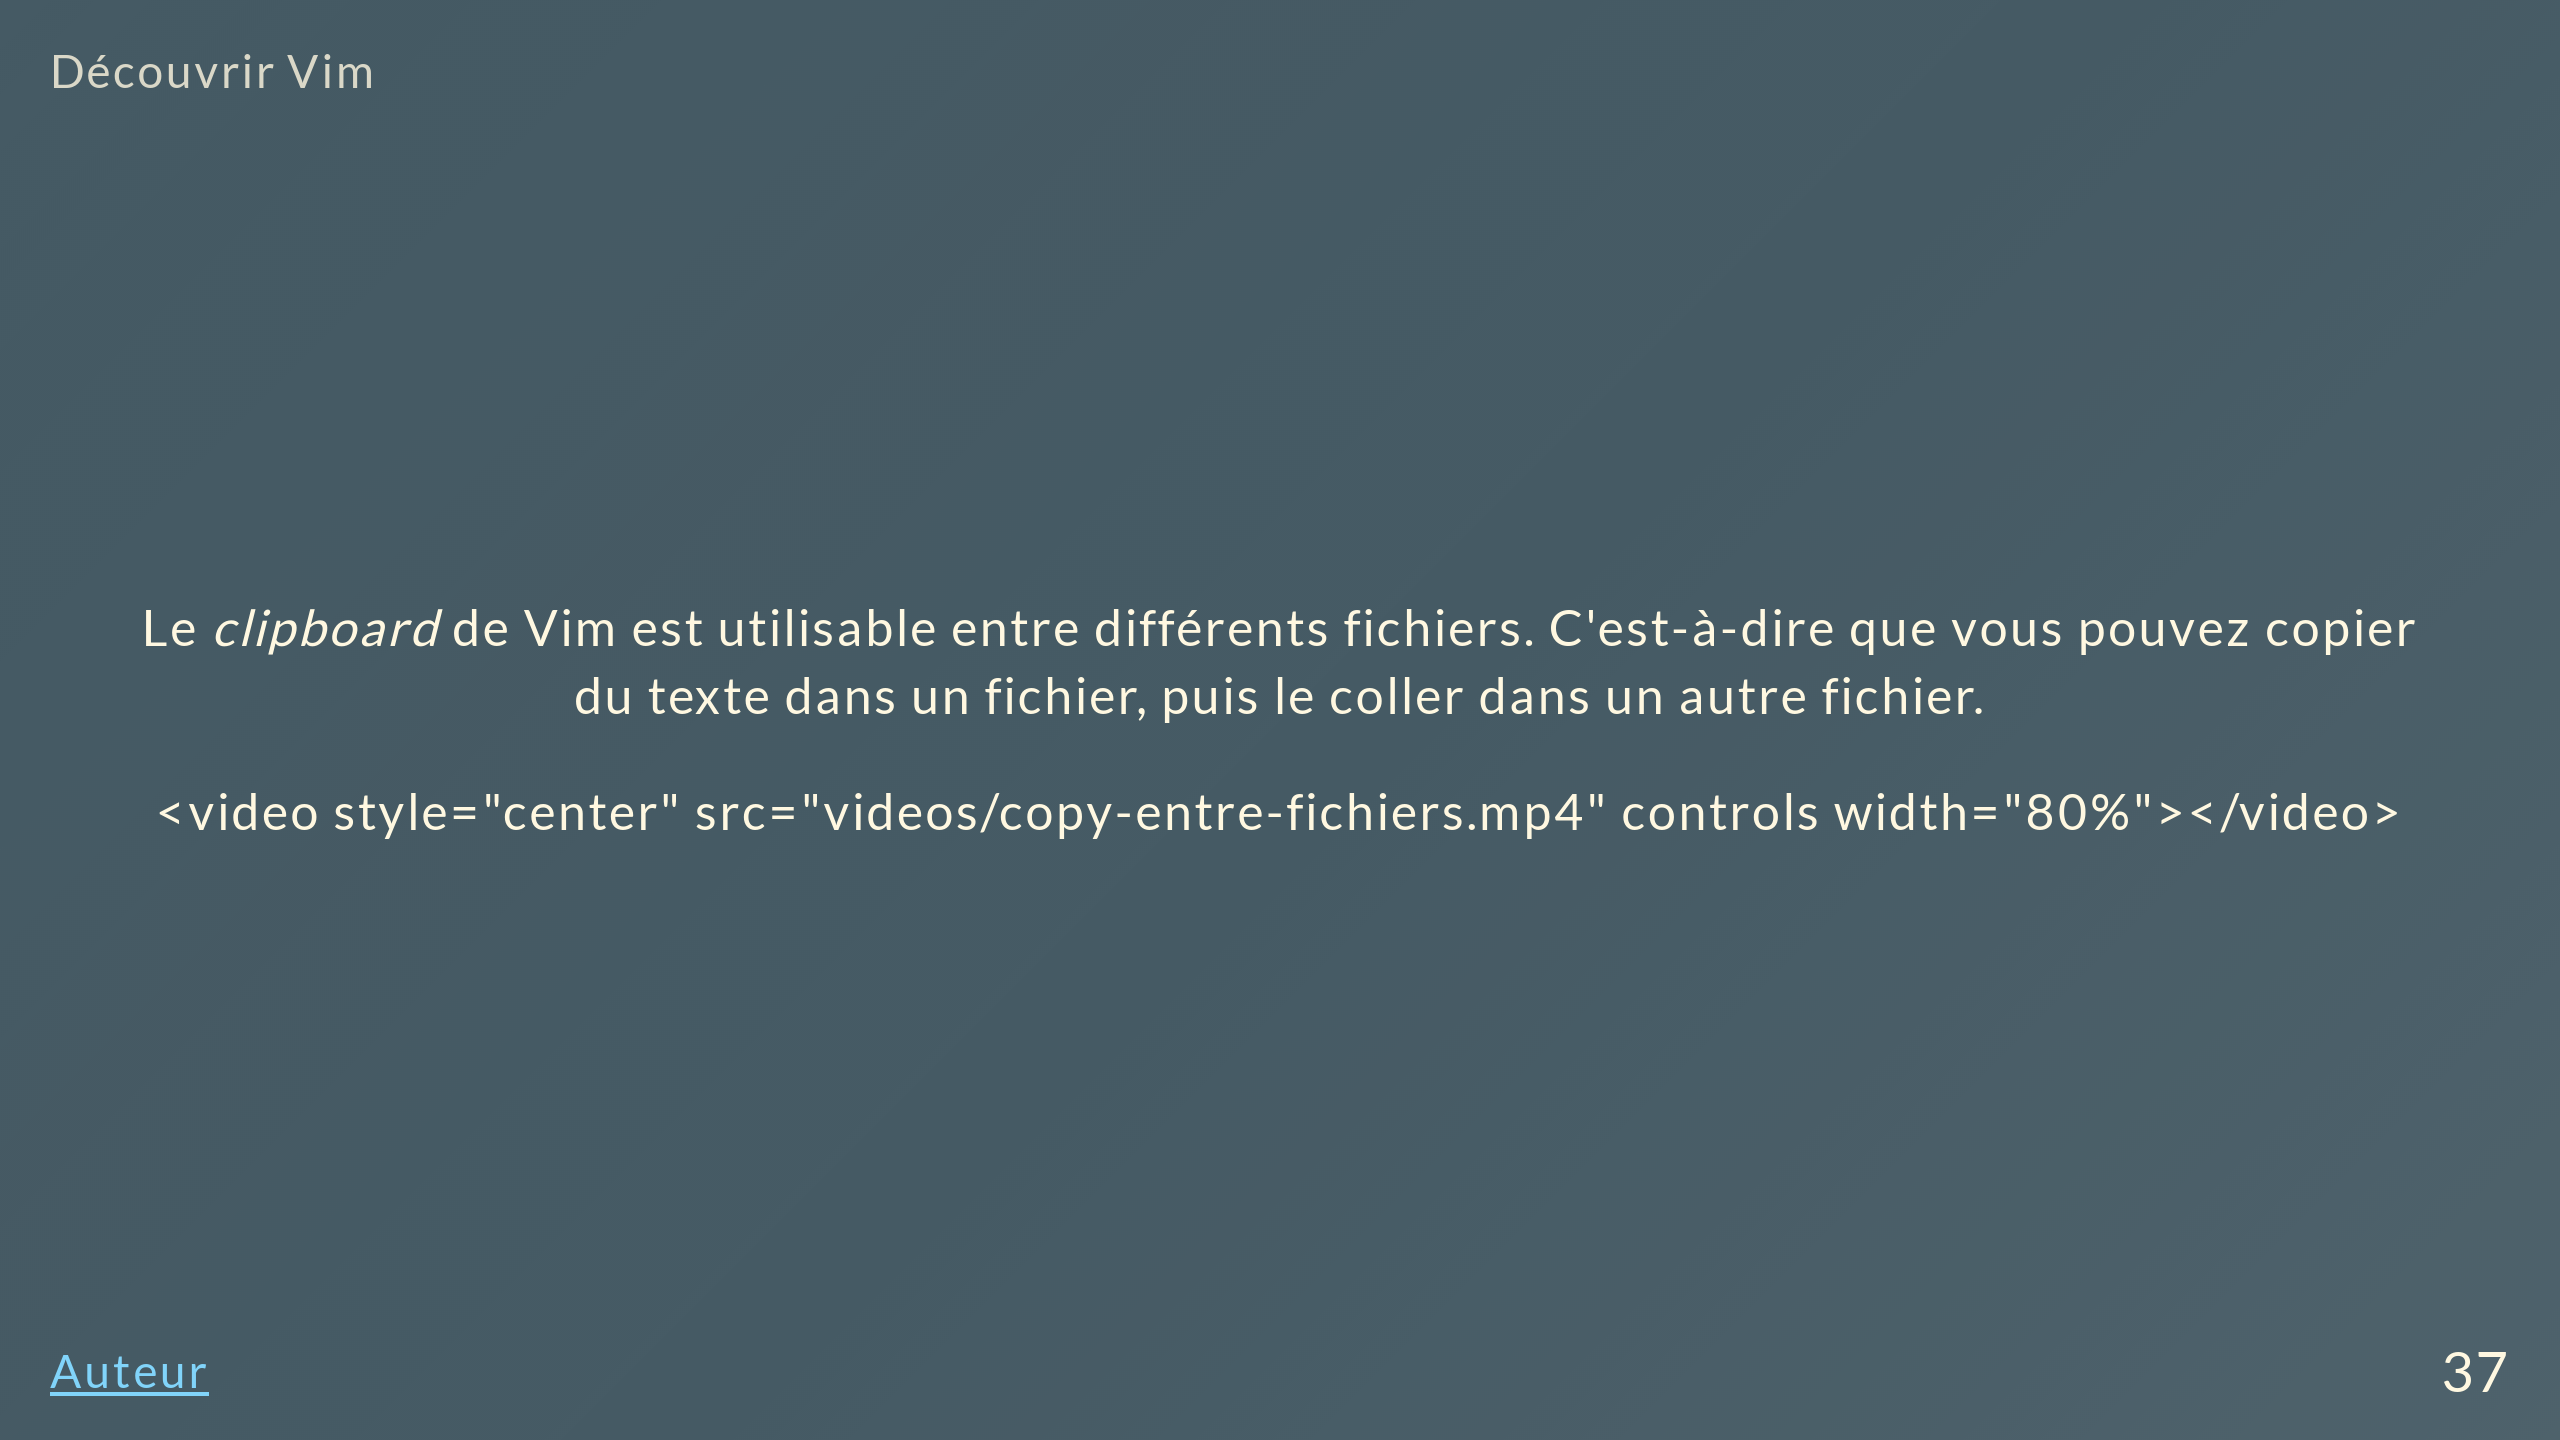 Découvrir Vim
Le clipboard de Vim est utilisable entre différents fichiers. C'est-à-dire que vous pouvez copier
du texte dans un fichier, puis le coller dans un autre fichier.
<video style="center" src="videos/copy-entre-fichiers.mp4" controls width="80%"></video>
Auteur
37